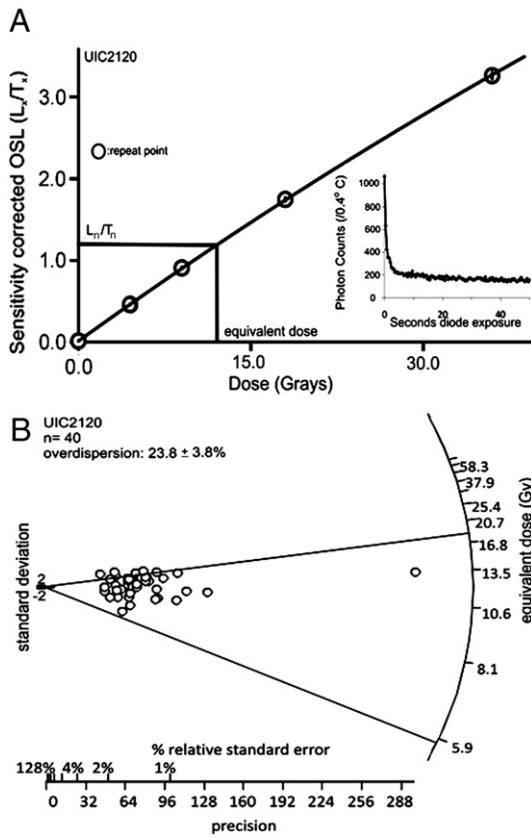 A
UIC2120
Sensitivity corrected OSL (Lx/Tx)
3.0
2.0
1.0
0.0
:repeat point
Ln/Tn
equivalent dose
0.0 15.0 30.0
Dose (Grays)
Photon Counts (/0.4° C)
1000
800
600
400
200
0
0 20 40
Seconds diode exposure
B
UIC2120
n= 40
overdispersion: 23.8 ± 3.8%
standard deviation
2
-2
58.3
37.9
25.4
20.7
16.8
13.5
10.6
8.1
5.9
equivalent dose (Gy)
% relative standard error
128% 4% 2% 1%
0 32 64 96 128 160 192 224 256 288
precision